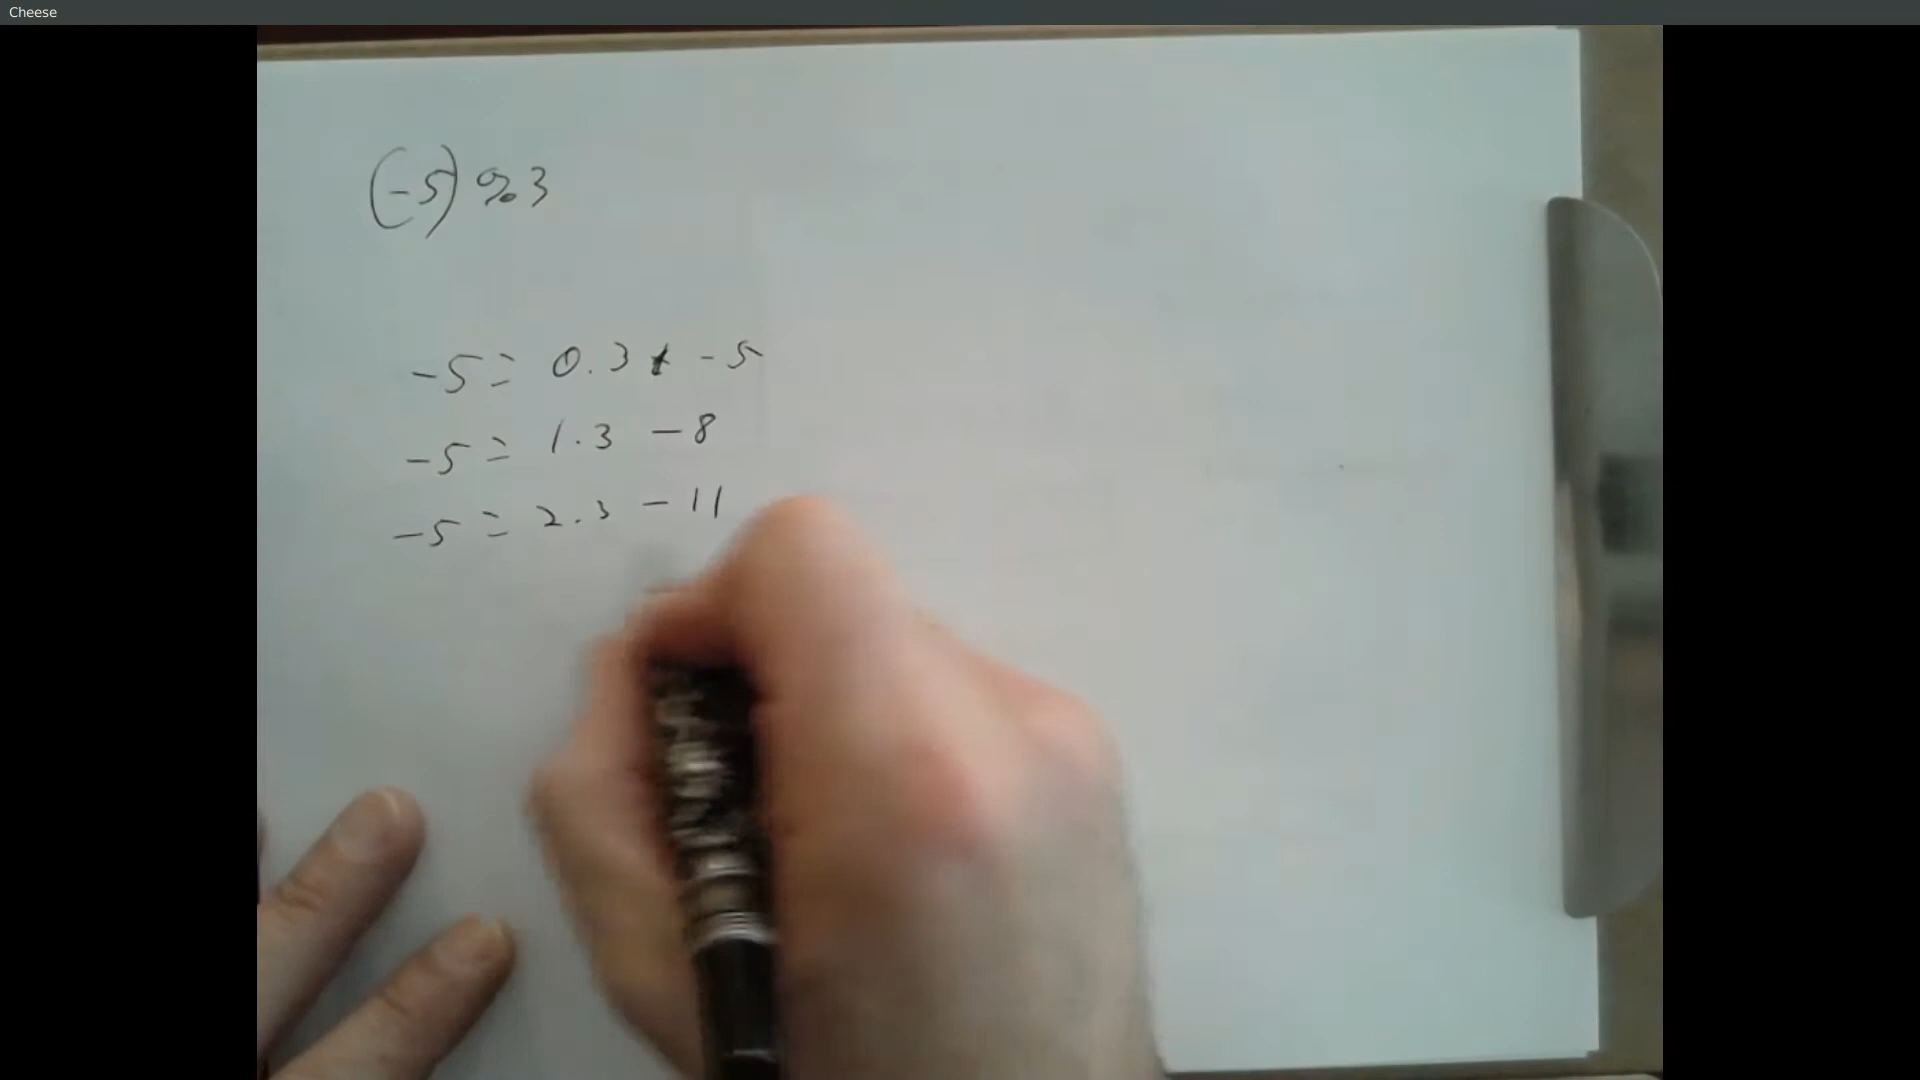 Cheese
(-5) % 3
-5 = 0.3 + -5
-5 = 1.3 - 8
-5 = 2.3 - 11